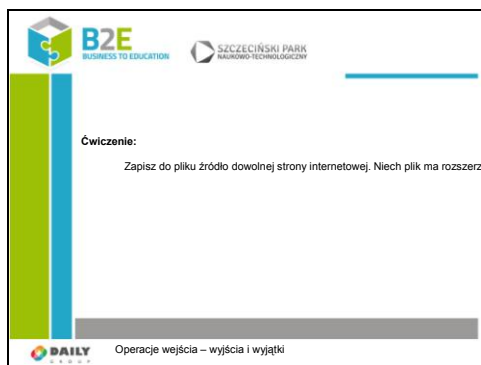 B2E
BUSINESS TO EDUCATION
SZCZECIŃSKI PARK
NAUKOWO-TECHNOLOGICZNY
Ćwiczenie:
Zapisz do pliku źródło dowolnej strony internetowej. Niech plik ma rozszerz
DAILY
GROUP
Operacje wejścia – wyjścia i wyjątki